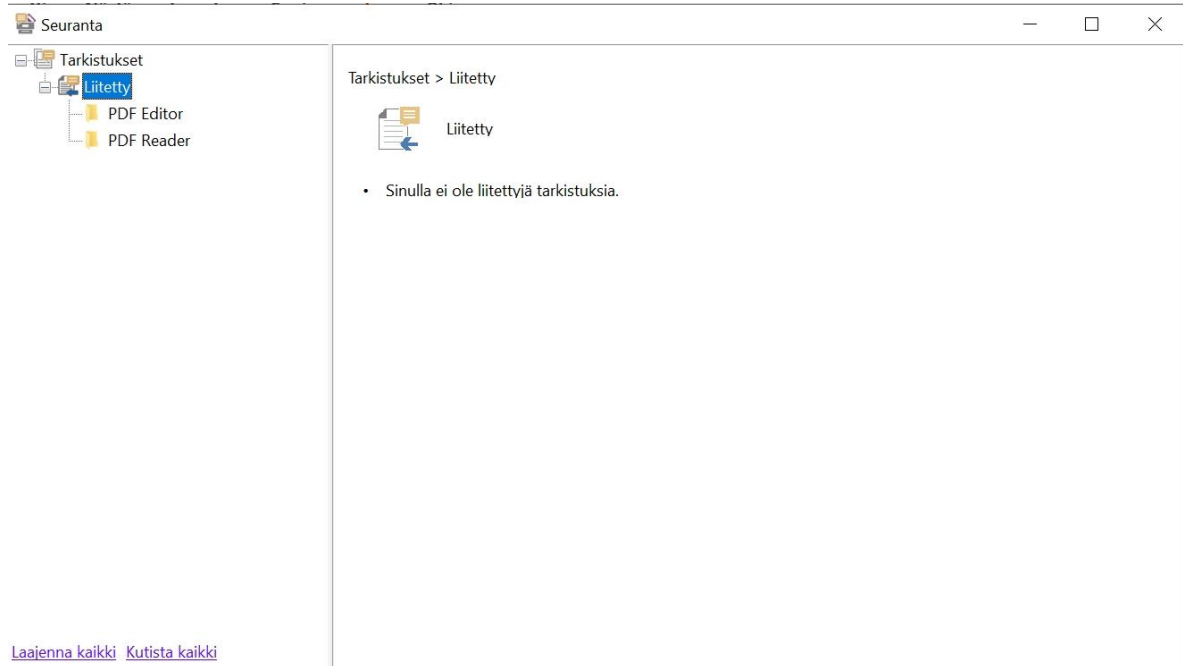 Seuranta
Tarkistukset
Liitetty
PDF Editor
PDF Reader
Tarkistukset > Liitetty
Liitetty
• Sinulla ei ole liitettyjä tarkistuksia.
Laajenna kaikki Kutista kaikki